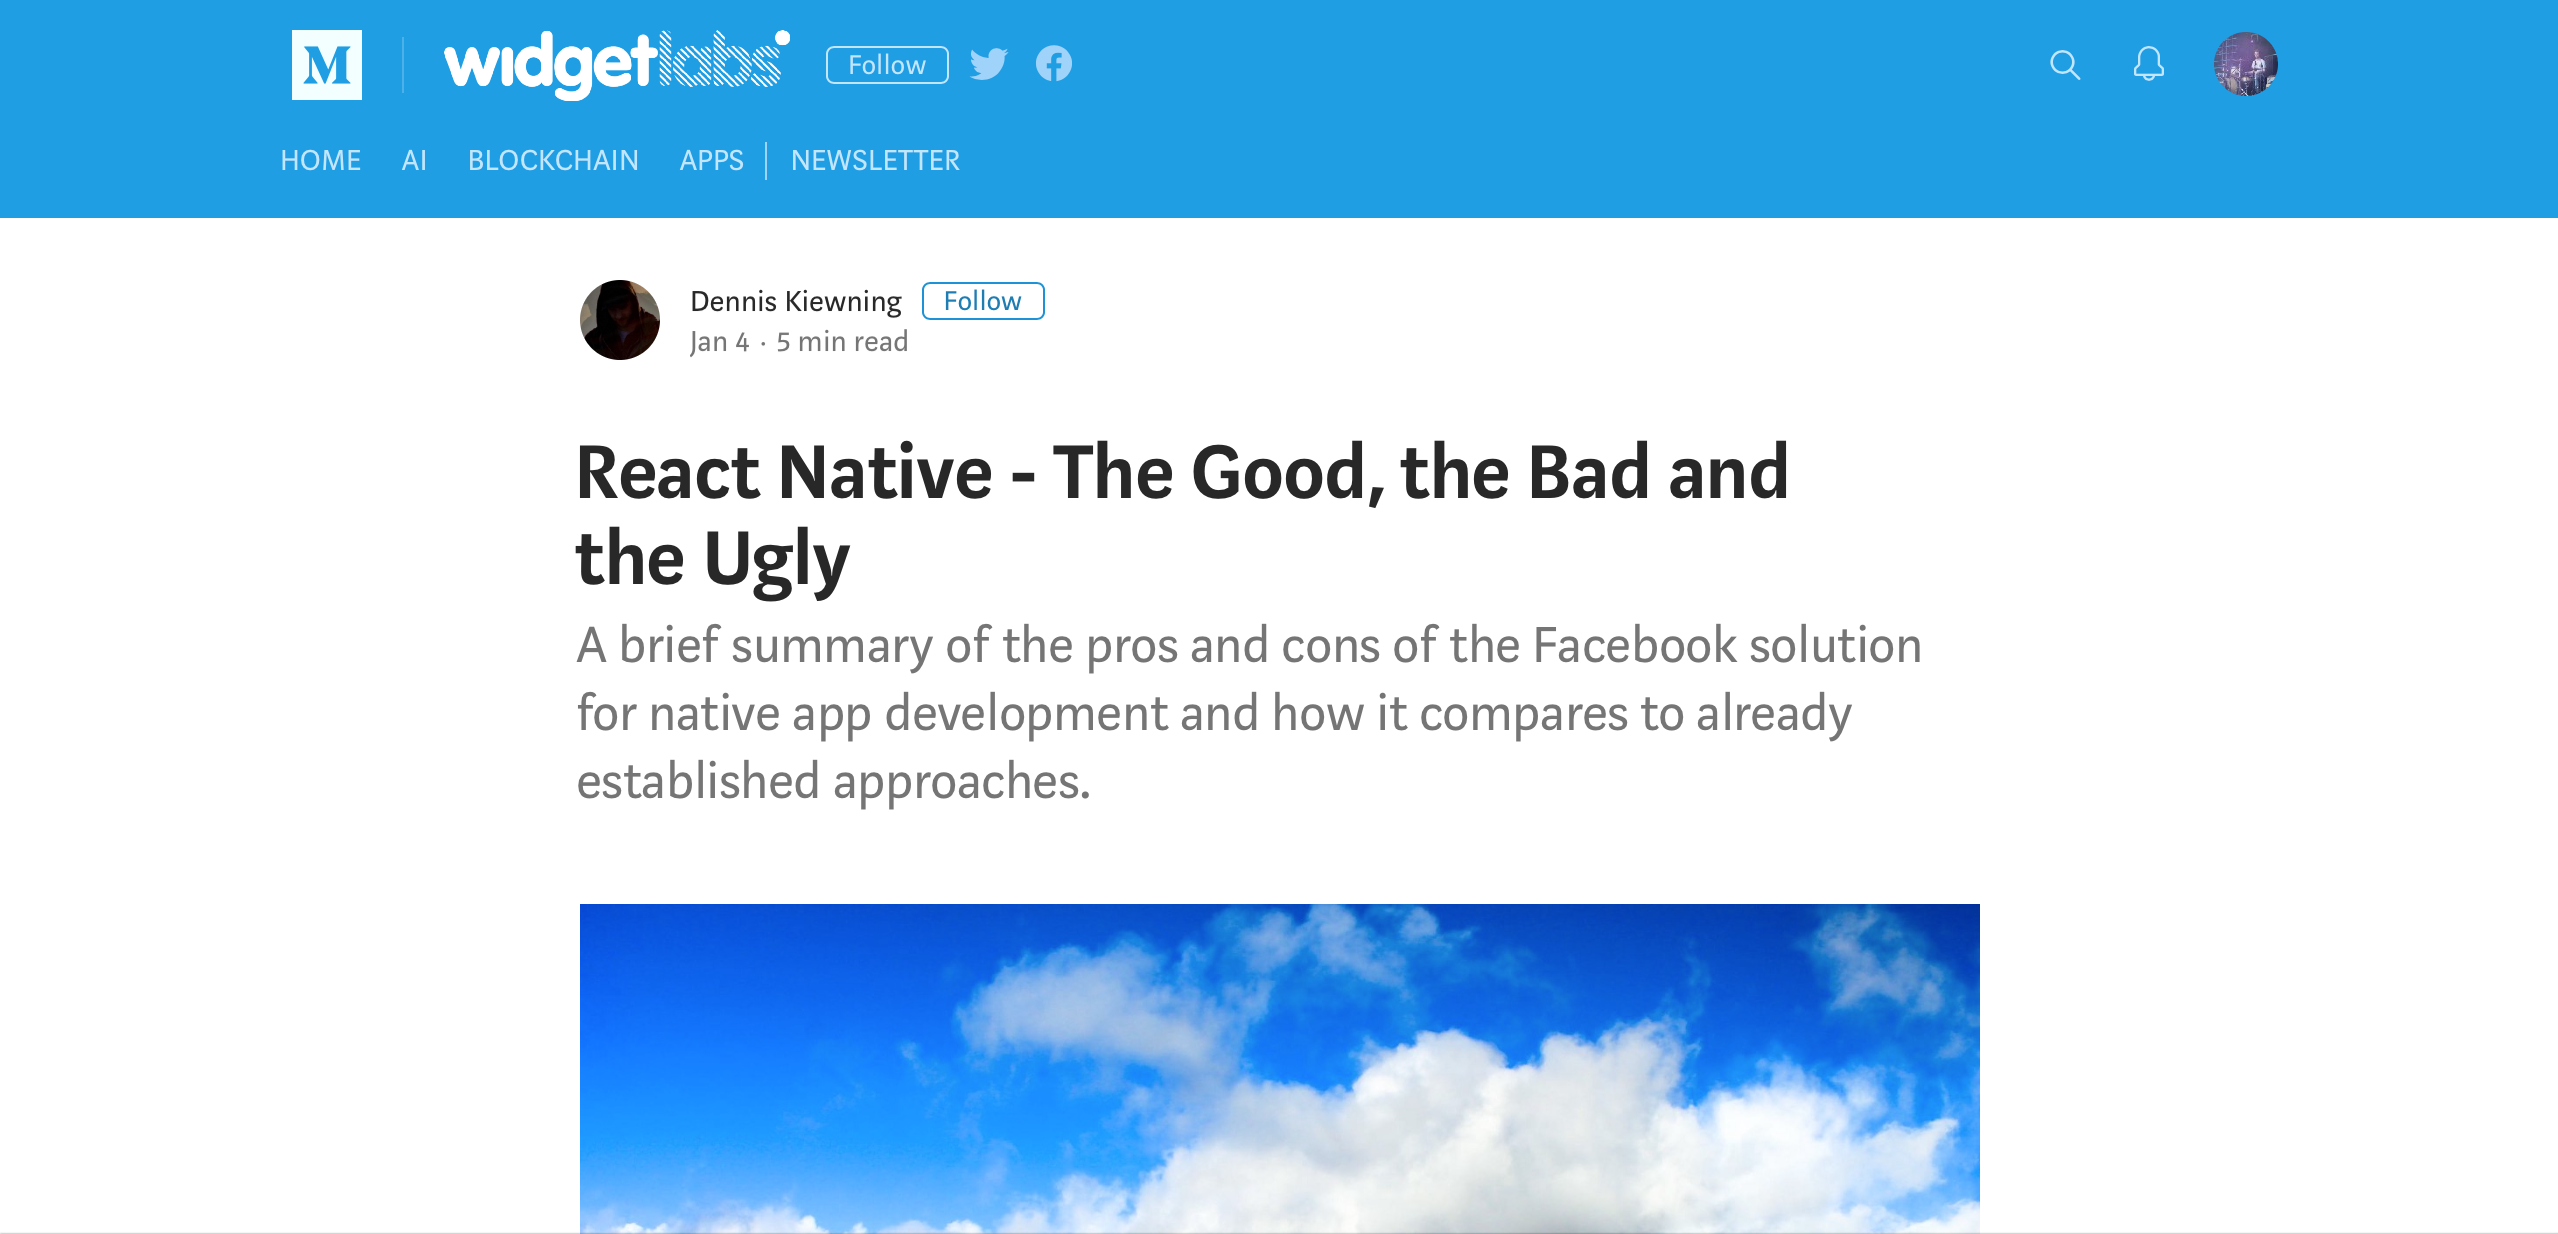 M
widgetlabs
Follow
HOME AI BLOCKCHAIN APPS NEWSLETTER
Dennis Kiewning Follow
Jan 4 · 5 min read
React Native - The Good, the Bad and
the Ugly
A brief summary of the pros and cons of the Facebook solution
for native app development and how it compares to already
established approaches.